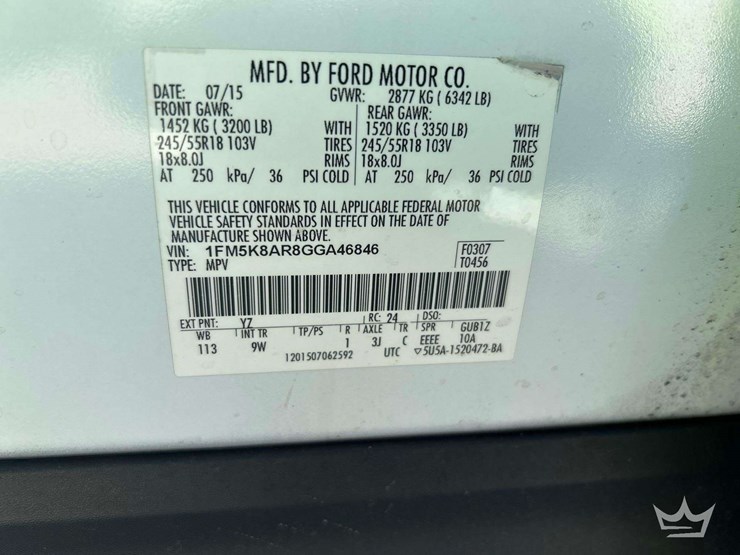 MFD. BY FORD MOTOR CO.
DATE: 07/15 GVWR: 2877 KG ( 6342 LB)
FRONT GAWR: REAR GAWR:
1452 KG ( 3200 LB) WITH 1520 KG ( 3350 LB) WITH
245/55R18 103V TIRES 245/55R18 103V TIRES
18x8.0J RIMS 18x8.0J RIMS
AT 250 kPa/ 36 PSI COLD AT 250 kPa/ 36 PSI COLD
THIS VEHICLE CONFORMS TO ALL APPLICABLE FEDERAL MOTOR
VEHICLE SAFETY STANDARDS IN EFFECT ON THE DATE OF
MANUFACTURE SHOWN ABOVE.
VIN: 1FM5K8AR8GGA46846 F0307
TYPE: MPV T0456
EXT PNT: Y7 RC: 24 DSO:
WB INT TR TP/PS R AXLE TR SPR GUB1Z
113 9W 1 3J C EEEE 10A
1201507062592 UTC ▽5U5A-1520472-BA